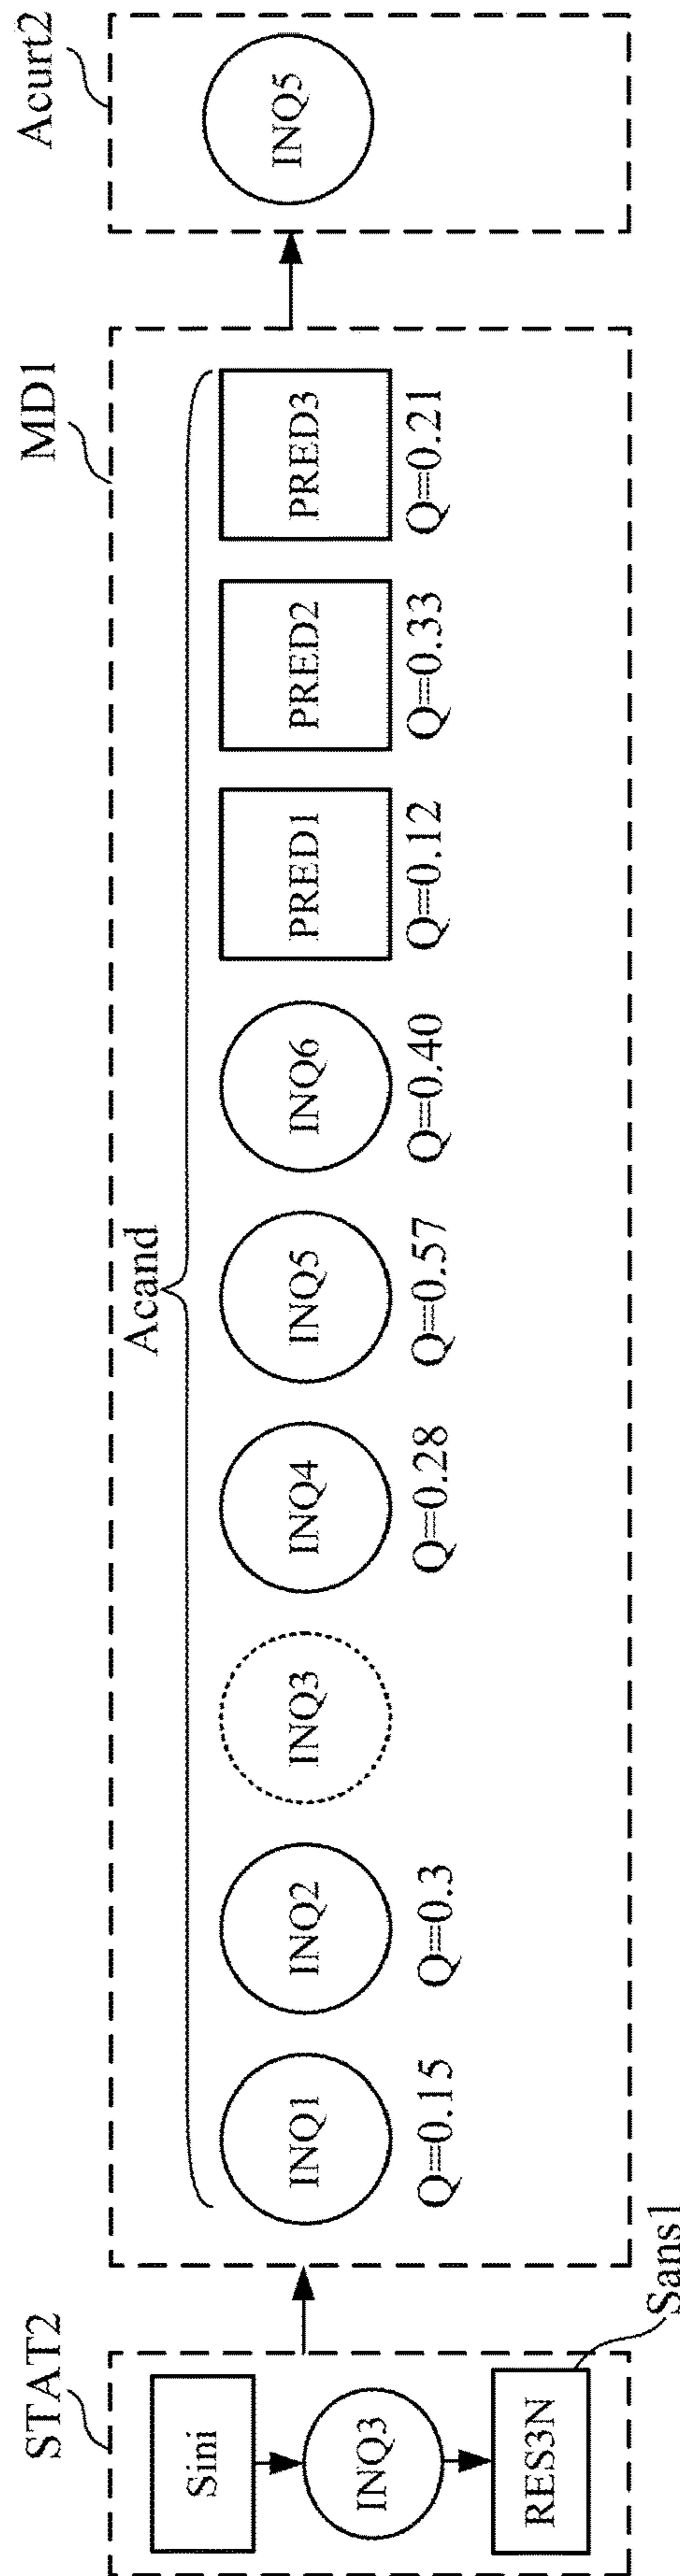 STAT2
Sini
INQ3
RES3N
Sans1
MD1
Acand
INQ1
INQ2
INQ3
INQ4
INQ5
INQ6
PRED1
PRED2
PRED3
Q=0.15
Q=0.3
Q=0.28
Q=0.57
Q=0.40
Q=0.12
Q=0.33
Q=0.21
Acurt2
INQ5